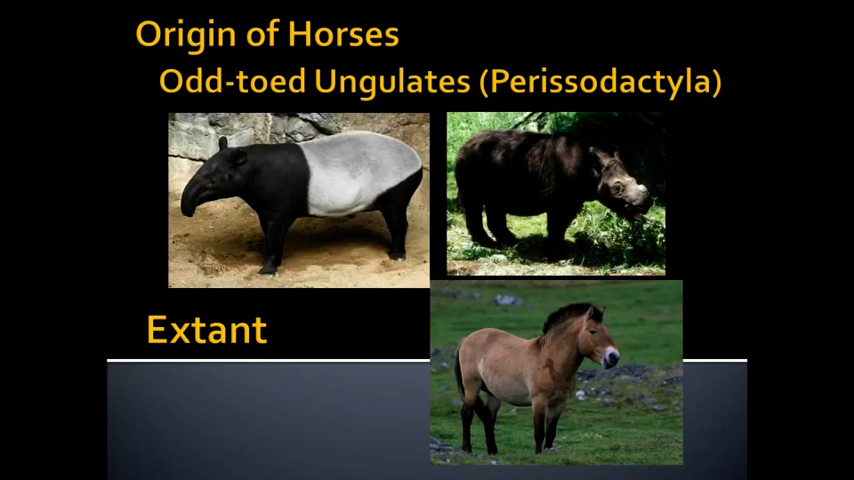 Origin of Horses
Odd-toed Ungulates (Perissodactyla)
Extant